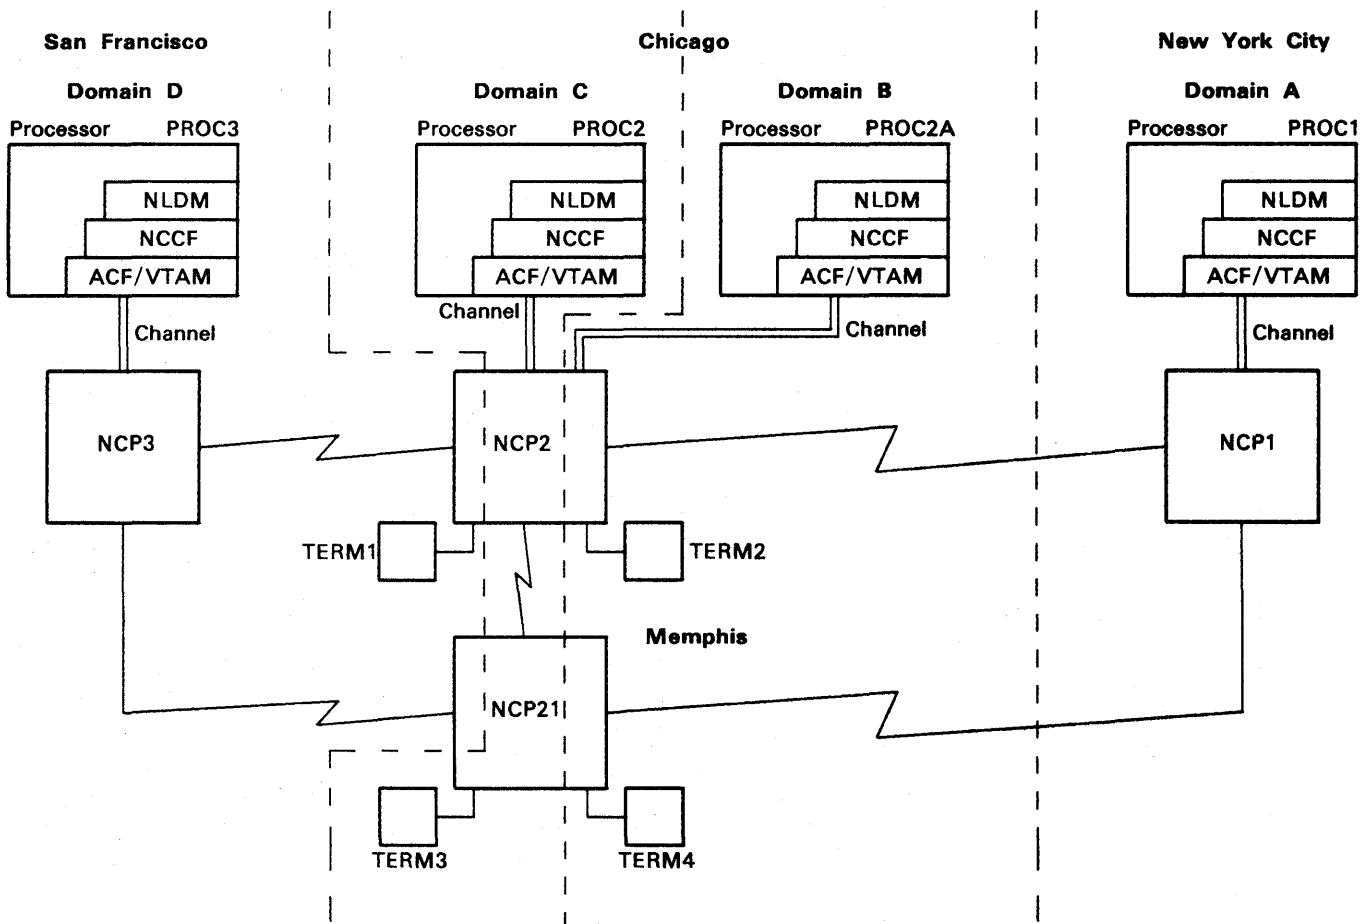 San Francisco
Chicago
New York City
Domain D
Domain C
Domain B
Domain A
Processor PROC3
Processor PROC2
Processor PROC2A
Processor PROC1
NLDM
NLDM
NLDM
NLDM
NCCF
NCCF
NCCF
NCCF
ACF/VTAM
ACF/VTAM
ACF/VTAM
ACF/VTAM
Channel
Channel
Channel
Channel
NCP3
NCP2
NCP1
TERM1
TERM2
Memphis
NCP21
TERM3
TERM4